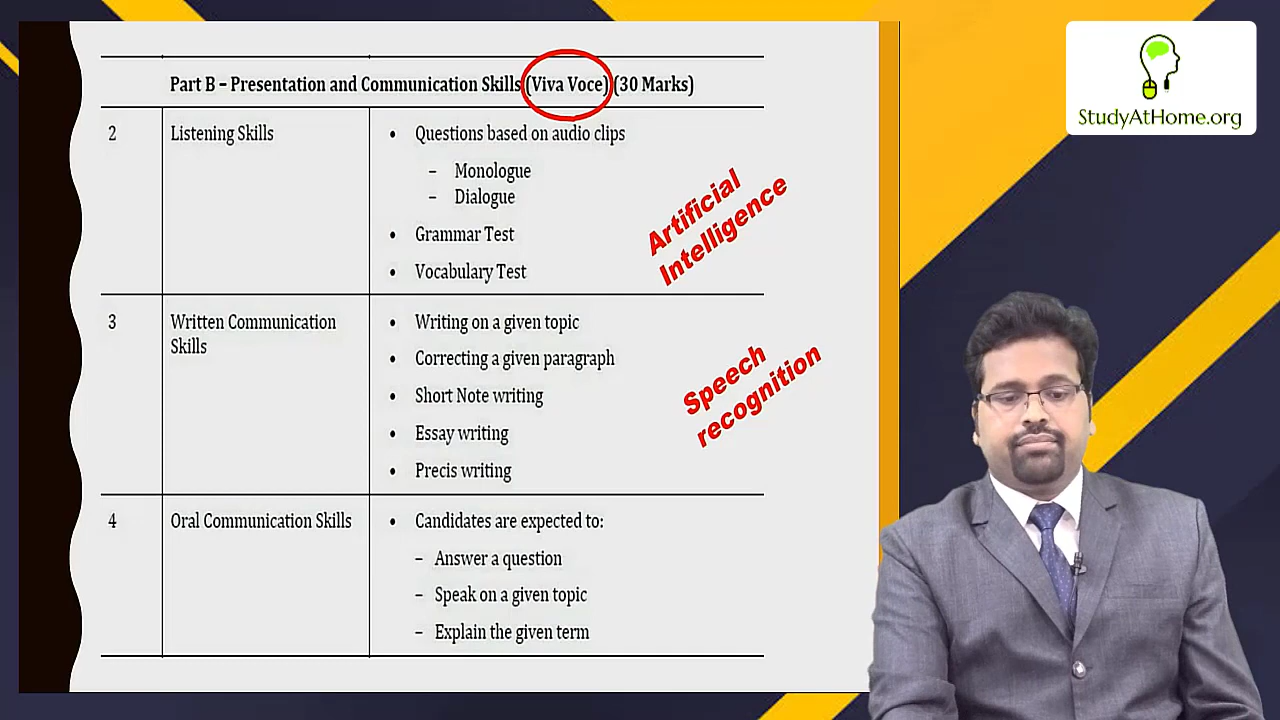 StudyAtHome.org
Part B – Presentation and Communication Skills (Viva Voce) (30 Marks)
2 Listening Skills
• Questions based on audio clips
– Monologue
– Dialogue
• Grammar Test
• Vocabulary Test
Artificial
Intelligence
3 Written Communication
Skills
• Writing on a given topic
• Correcting a given paragraph
• Short Note writing
• Essay writing
• Precis writing
Speech
recognition
4 Oral Communication Skills
• Candidates are expected to:
– Answer a question
– Speak on a given topic
– Explain the given term